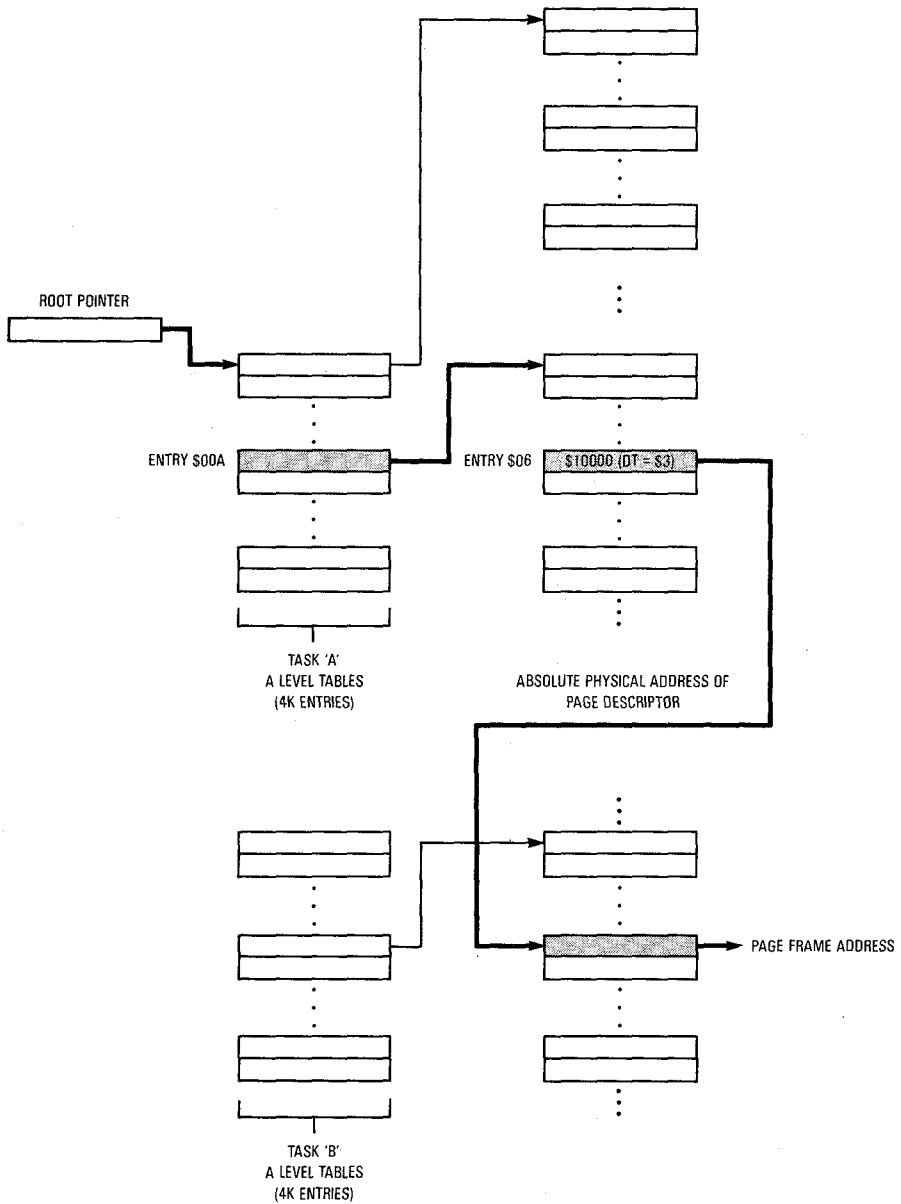 ROOT POINTER
ENTRY $00A
ENTRY $06
$10000 (DT = $3)
TASK 'A'
A LEVEL TABLES
(4K ENTRIES)
ABSOLUTE PHYSICAL ADDRESS OF
PAGE DESCRIPTOR
PAGE FRAME ADDRESS
TASK 'B'
A LEVEL TABLES
(4K ENTRIES)